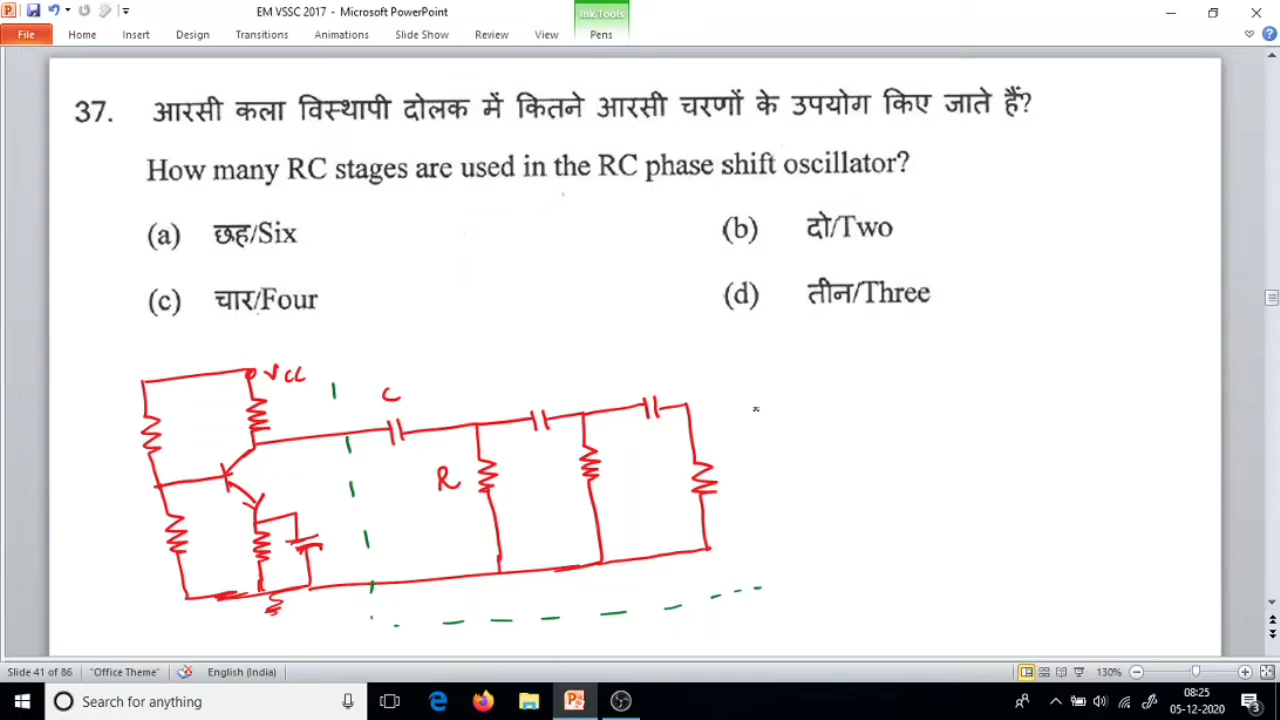 EM VSSC 2017 - Microsoft PowerPoint
Ink Tools
File Home Insert Design Transitions Animations Slide Show Review View Pens
37. आरसी कला विस्थापी दोलक में कितने आरसी चरणों के उपयोग किए जाते हैं?
How many RC stages are used in the RC phase shift oscillator?
(a) छह/Six (b) दो/Two
(c) चार/Four (d) तीन/Three
Vcc
C
R
Slide 41 of 86 "Office Theme" English (India) 130%
Search for anything
08:25
05-12-2020
3